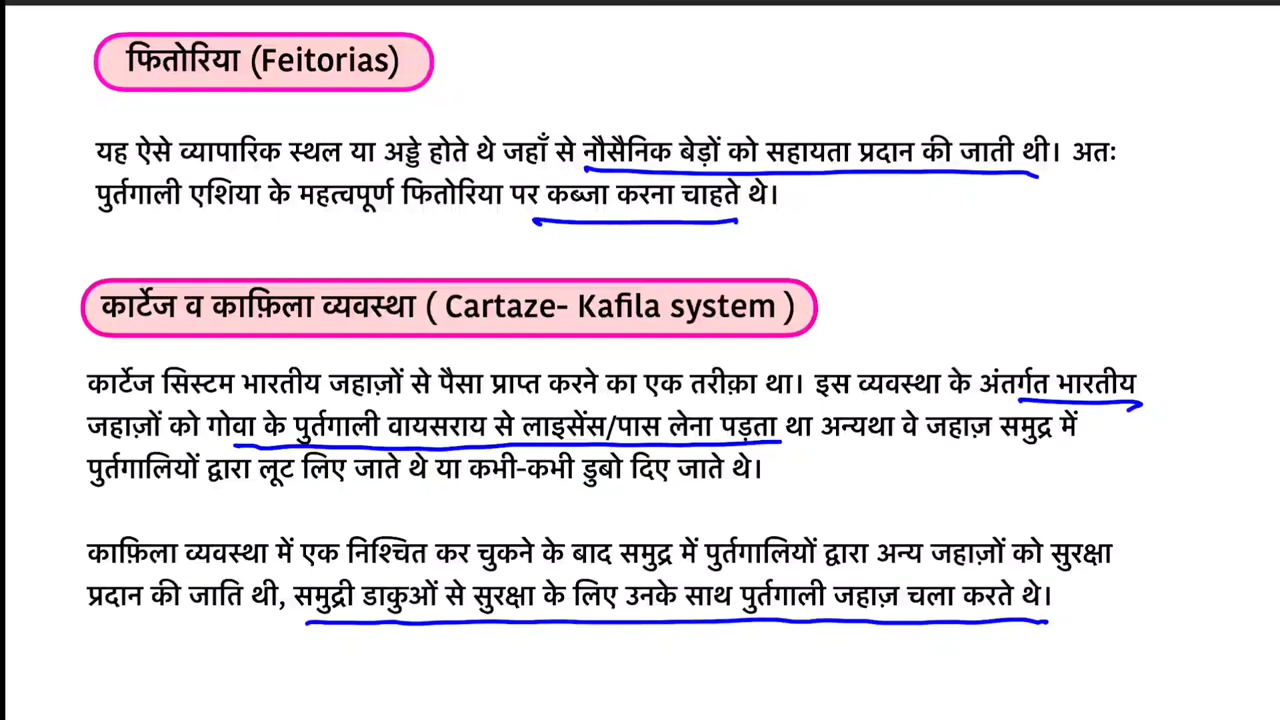 फितोरिया (Feitorias)
यह ऐसे व्यापारिक स्थल या अड्डे होते थे जहाँ से नौसैनिक बेड़ों को सहायता प्रदान की जाती थी। अतः
पुर्तगाली एशिया के महत्वपूर्ण फितोरिया पर कब्जा करना चाहते थे।
कार्टेज व काफ़िला व्यवस्था ( Cartaze- Kafila system )
कार्टेज सिस्टम भारतीय जहाज़ों से पैसा प्राप्त करने का एक तरीक़ा था। इस व्यवस्था के अंतर्गत भारतीय
जहाज़ों को गोवा के पुर्तगाली वायसराय से लाइसेंस/पास लेना पड़ता था अन्यथा वे जहाज़ समुद्र में
पुर्तगालियों द्वारा लूट लिए जाते थे या कभी-कभी डुबो दिए जाते थे।
काफ़िला व्यवस्था में एक निश्चित कर चुकने के बाद समुद्र में पुर्तगालियों द्वारा अन्य जहाज़ों को सुरक्षा
प्रदान की जाति थी, समुद्री डाकुओं से सुरक्षा के लिए उनके साथ पुर्तगाली जहाज़ चला करते थे।